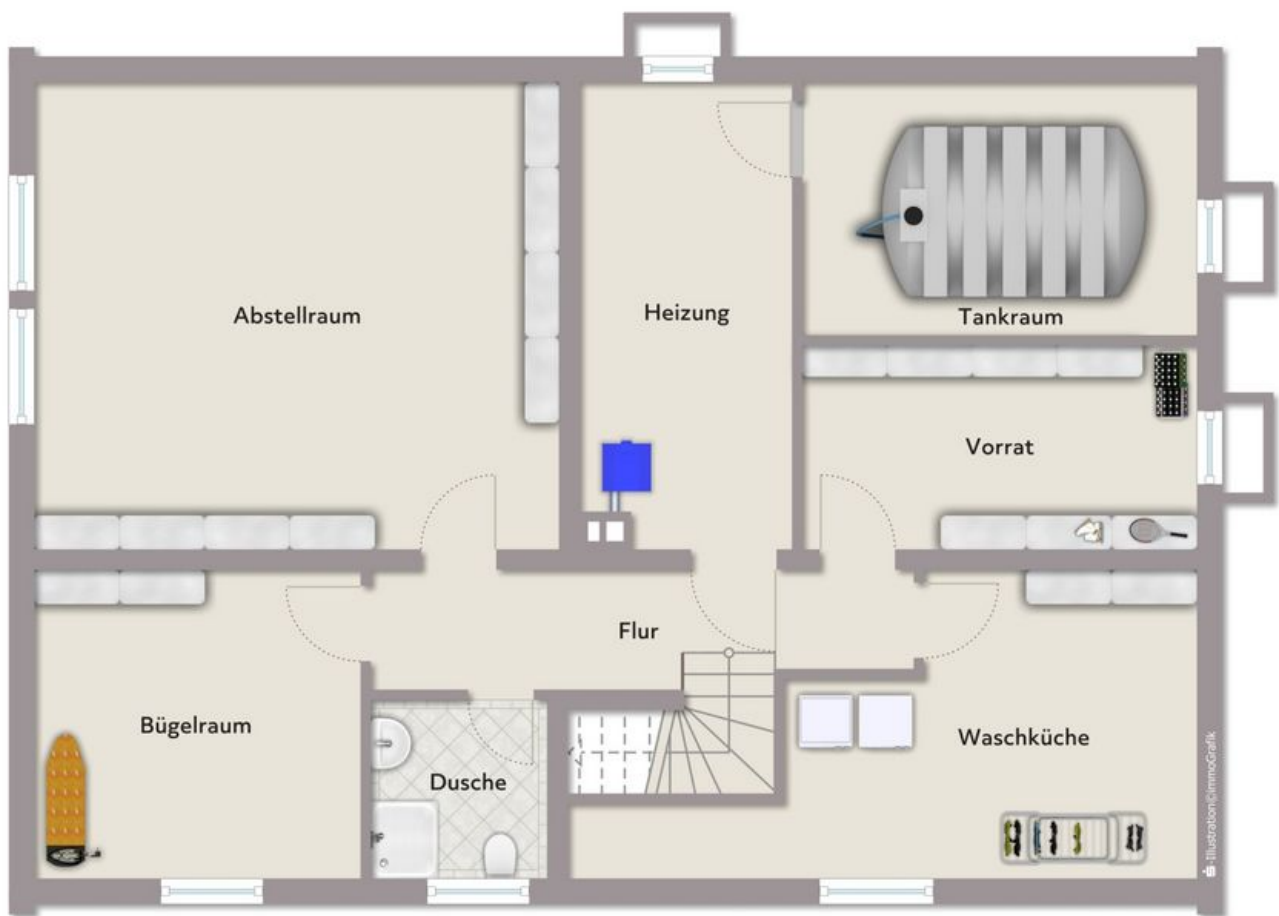 Abstellraum
Heizung
Tankraum
Vorrat
Flur
Bügelraum
Dusche
Waschküche
-Illustration©immoGrafik